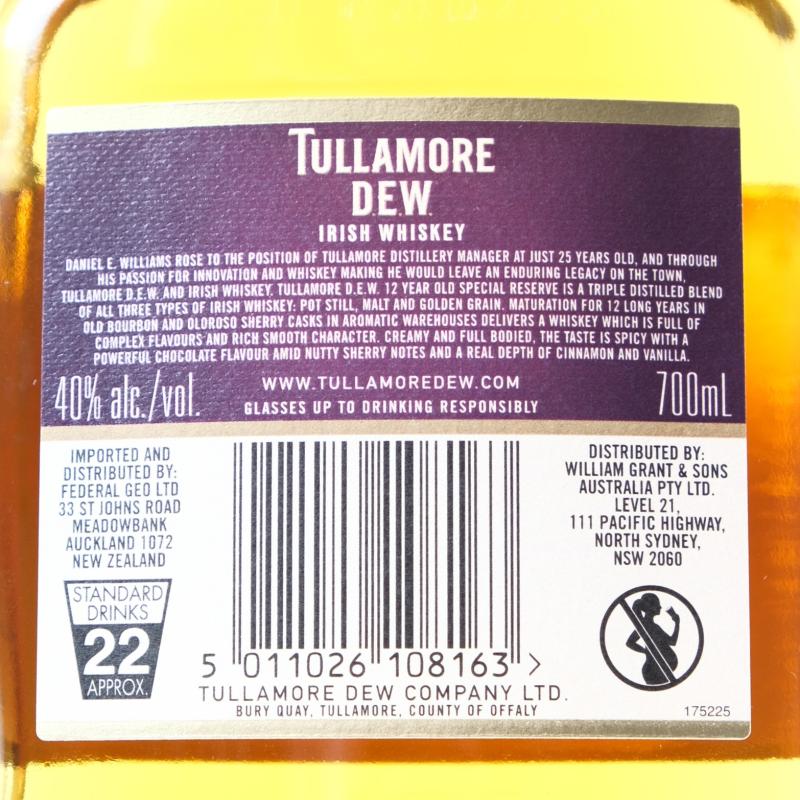 TULLAMORE
D.E.W.
IRISH WHISKEY
DANIEL E. WILLIAMS ROSE TO THE POSITION OF TULLAMORE DISTILLERY MANAGER AT JUST 25 YEARS OLD, AND THROUGH
HIS PASSION FOR INNOVATION AND WHISKEY MAKING HE WOULD LEAVE AN ENDURING LEGACY ON THE TOWN,
TULLAMORE D.E.W. AND IRISH WHISKEY. TULLAMORE D.E.W. 12 YEAR OLD SPECIAL RESERVE IS A TRIPLE DISTILLED BLEND
OF ALL THREE TYPES OF IRISH WHISKEY: POT STILL, MALT AND GOLDEN GRAIN. MATURATION FOR 12 LONG YEARS IN
OLD BOURBON AND OLOROSO SHERRY CASKS IN AROMATIC WAREHOUSES DELIVERS A WHISKEY WHICH IS FULL OF
COMPLEX FLAVOURS AND RICH SMOOTH CHARACTER. CREAMY AND FULL BODIED, THE TASTE IS SPICY WITH A
POWERFUL CHOCOLATE FLAVOUR AMID NUTTY SHERRY NOTES AND A REAL DEPTH OF CINNAMON AND VANILLA.
WWW.TULLAMOREDEW.COM
40% alc./vol.
GLASSES UP TO DRINKING RESPONSIBLY
700mL
IMPORTED AND
DISTRIBUTED BY:
FEDERAL GEO LTD
33 ST JOHNS ROAD
MEADOWBANK
AUCKLAND 1072
NEW ZEALAND
STANDARD
DRINKS
22
APPROX.
5 011026 108163 >
TULLAMORE DEW COMPANY LTD.
BURY QUAY, TULLAMORE, COUNTY OF OFFALY
DISTRIBUTED BY:
WILLIAM GRANT & SONS
AUSTRALIA PTY LTD.
LEVEL 21,
111 PACIFIC HIGHWAY,
NORTH SYDNEY,
NSW 2060
175225